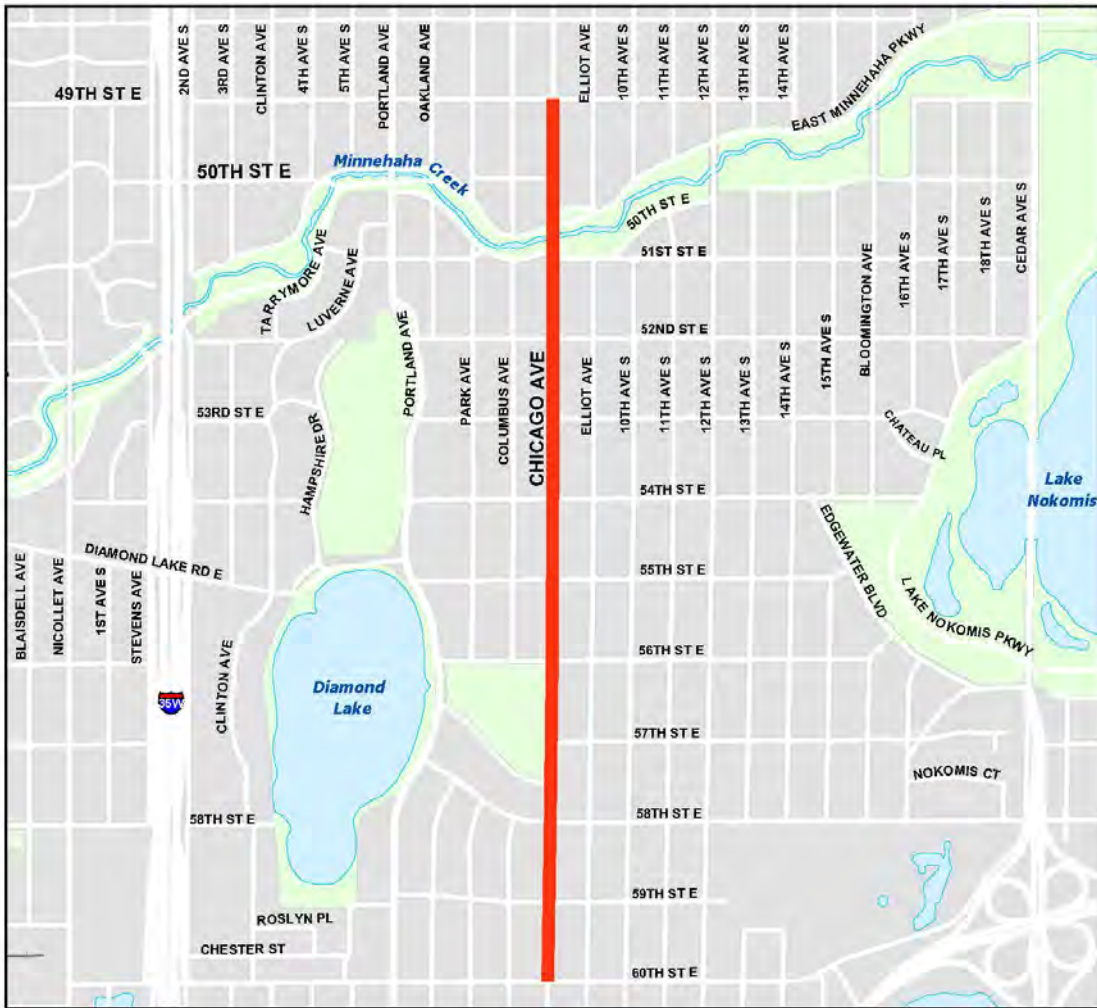 2ND AVE S
3RD AVE S
CLINTON AVE
4TH AVE S
5TH AVE S
PORTLAND AVE
OAKLAND AVE
ELLIOT AVE
10TH AVE S
11TH AVE S
12TH AVE S
13TH AVE S
14TH AVE S
EAST MINNEHAHA PKWY
49TH ST E
50TH ST E
Minnehaha Creek
50TH ST E
51ST ST E
TARRYMORE AVE
LUVERNE AVE
52ND ST E
PORTLAND AVE
53RD ST E
HAMPSHIRE DR
PARK AVE
COLUMBUS AVE
CHICAGO AVE
ELLIOT AVE
10TH AVE S
11TH AVE S
12TH AVE S
13TH AVE S
14TH AVE S
15TH AVE S
BLOOMINGTON AVE
16TH AVE S
17TH AVE S
18TH AVE S
CEDAR AVE S
CHATEAU PL
Lake
Nokomis
54TH ST E
EDGEWATER BLVD
LAKE NOKOMIS PKWY
DIAMOND LAKE RD E
55TH ST E
BLAISDELL AVE
NICOLLET AVE
1ST AVE S
STEVENS AVE
CLINTON AVE
56TH ST E
35W
Diamond
Lake
57TH ST E
NOKOMIS CT
58TH ST E
58TH ST E
59TH ST E
ROSLYN PL
CHESTER ST
60TH ST E